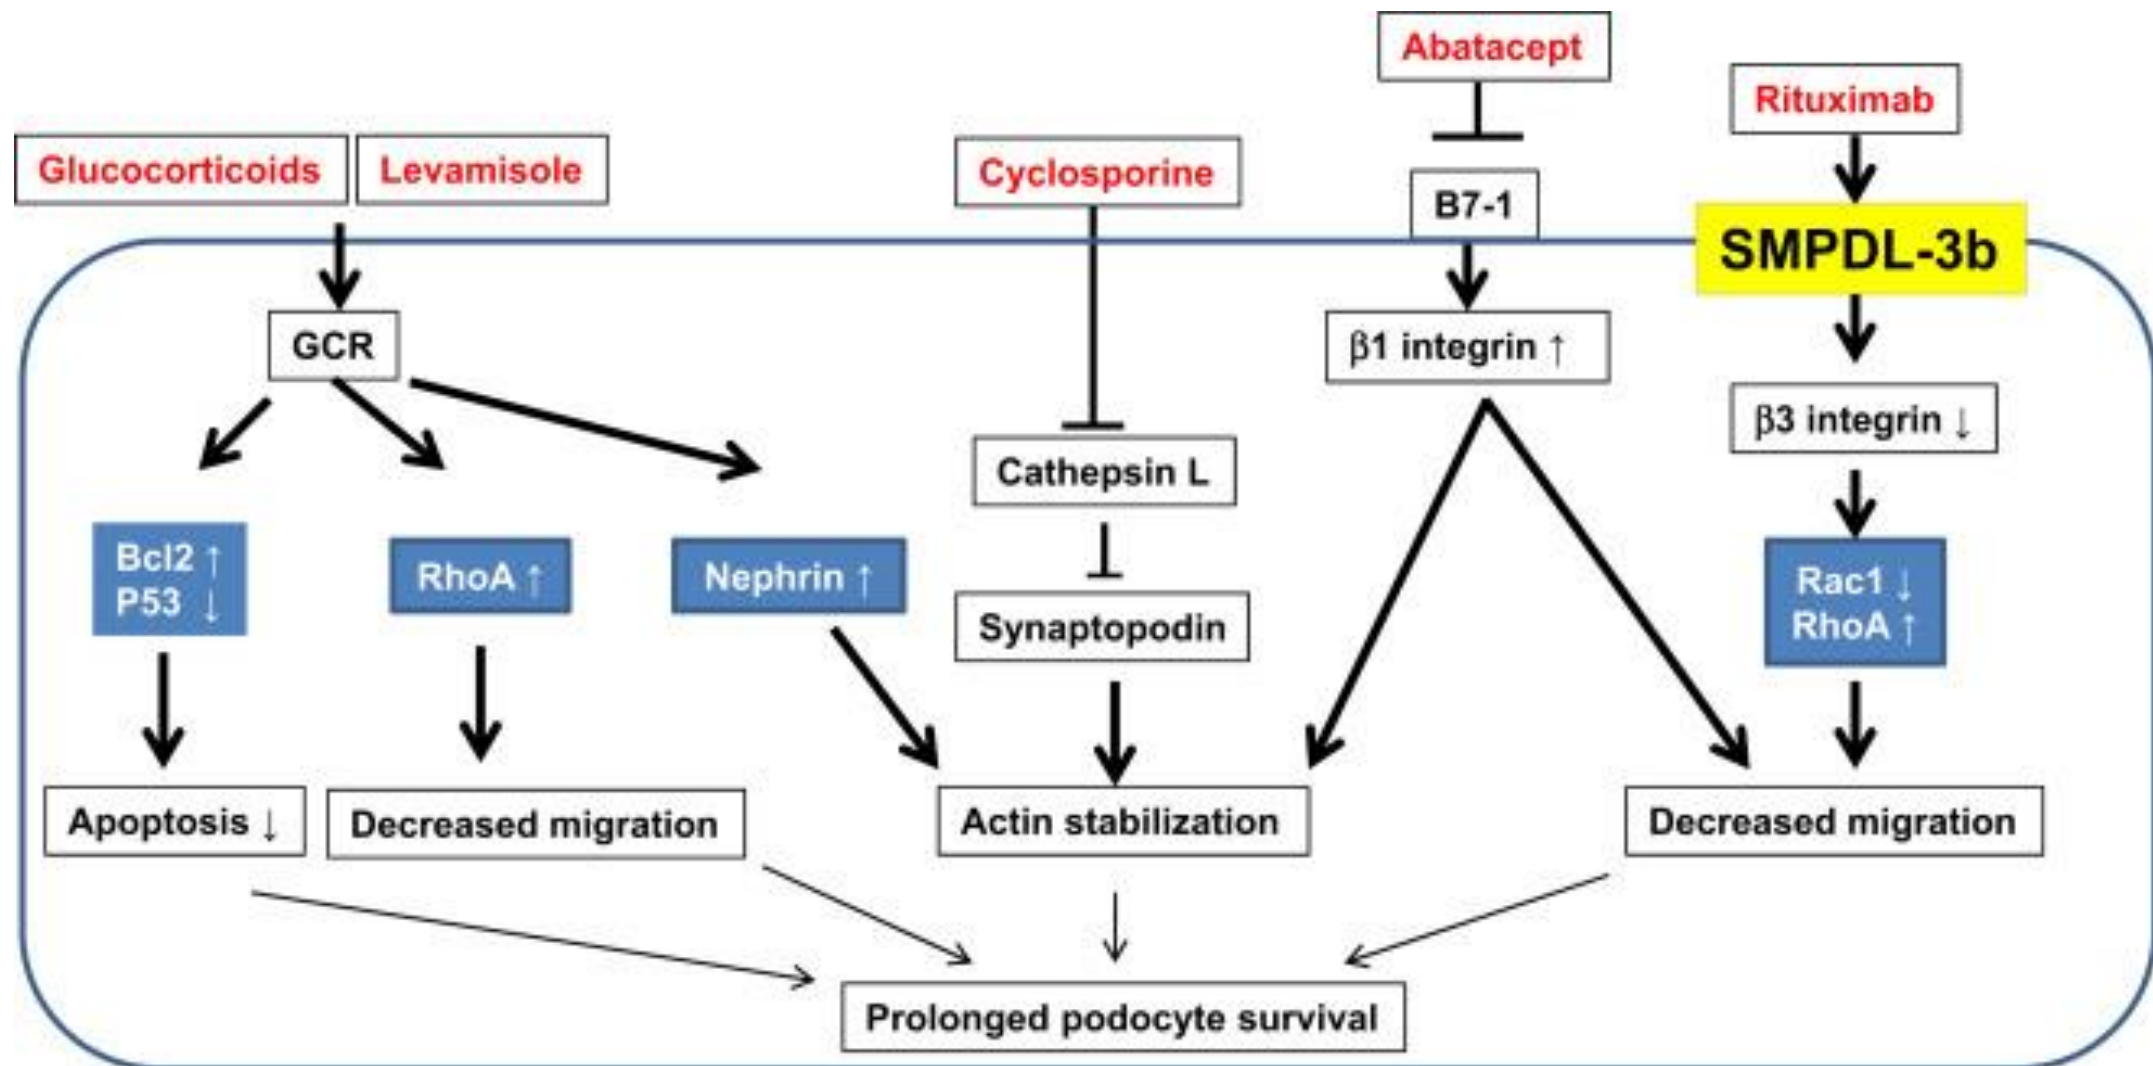 Abatacept
Rituximab
Glucocorticoids
Levamisole
Cyclosporine
B7-1
SMPDL-3b
GCR
β1 integrin ↑
β3 integrin ↓
Cathepsin L
Bcl2 ↑
P53 ↓
RhoA ↑
Nephrin ↑
Synaptopodin
Rac1 ↓
RhoA ↑
Apoptosis ↓
Decreased migration
Actin stabilization
Decreased migration
Prolonged podocyte survival